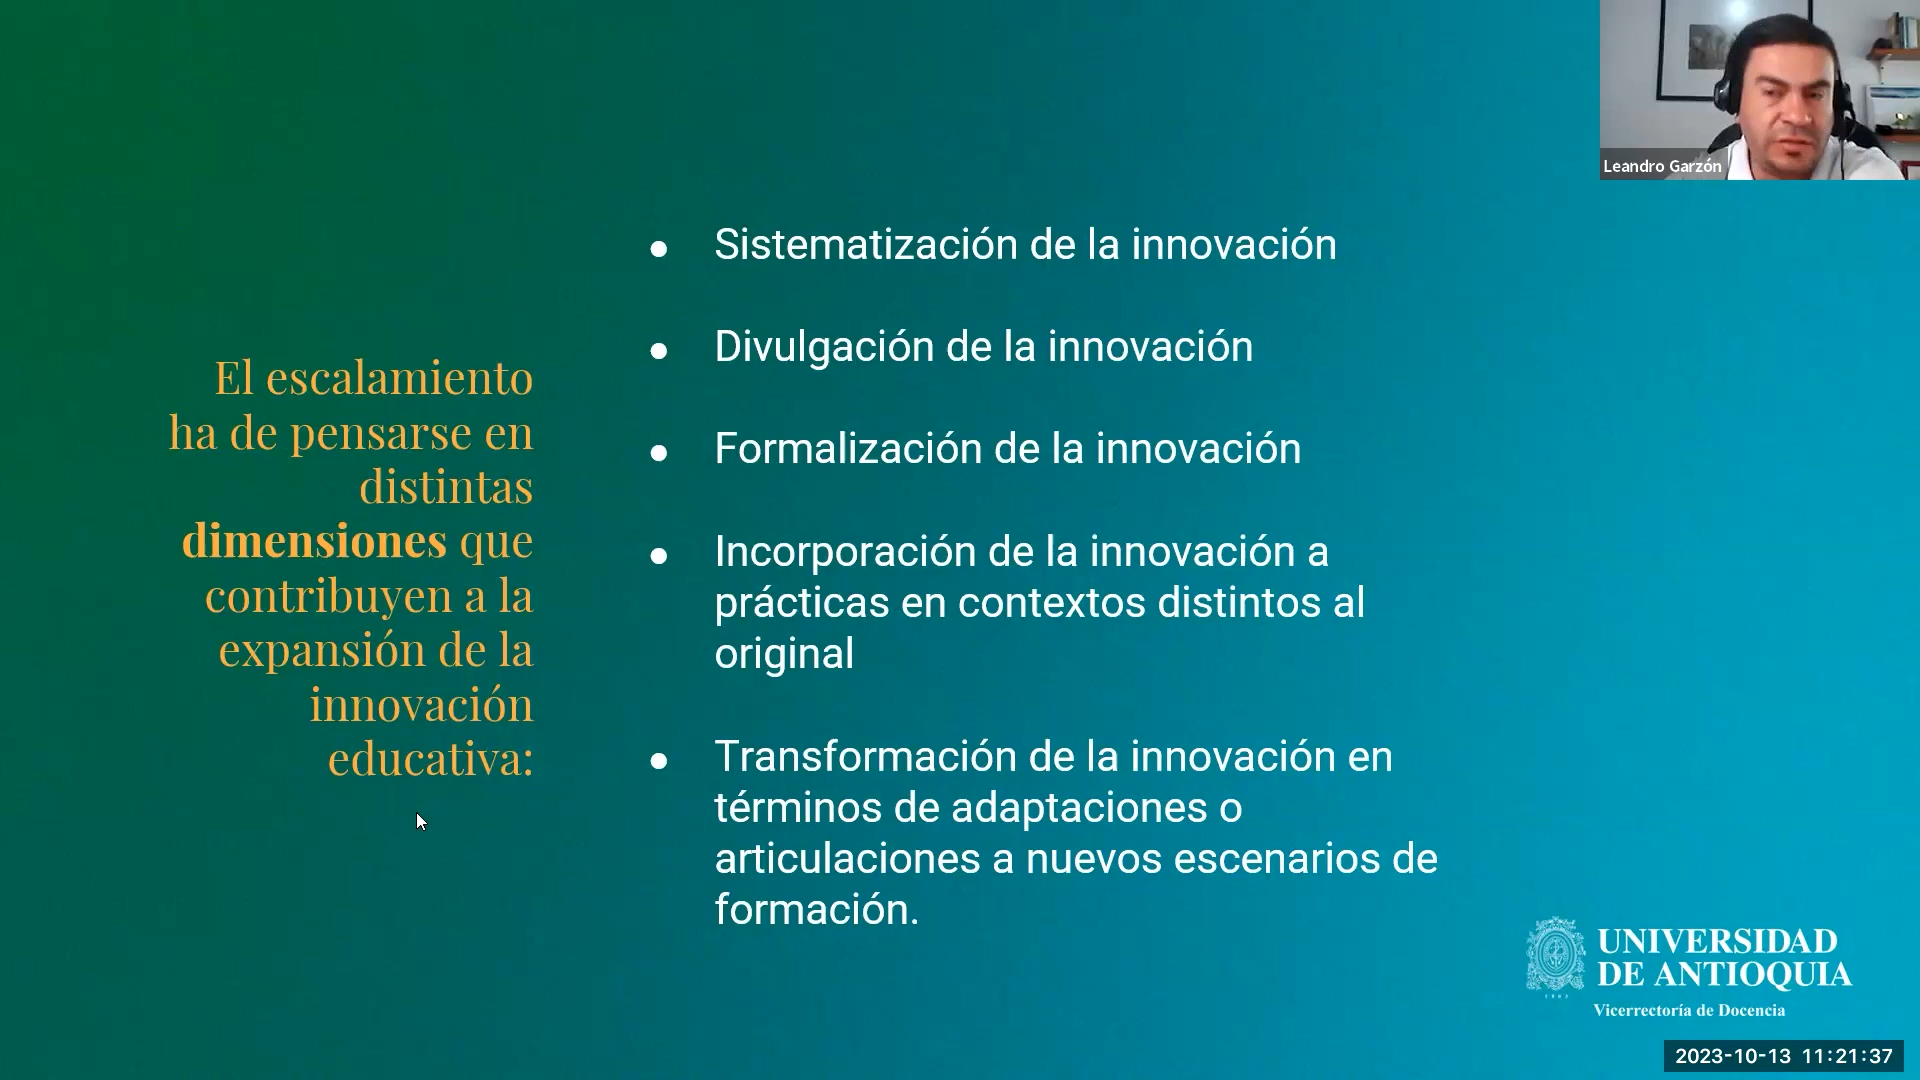 Leandro Garzón
El escalamiento
ha de pensarse en
distintas
dimensiones que
contribuyen a la
expansión de la
innovación
educativa:
● Sistematización de la innovación
● Divulgación de la innovación
● Formalización de la innovación
● Incorporación de la innovación a
prácticas en contextos distintos al
original
● Transformación de la innovación en
términos de adaptaciones o
articulaciones a nuevos escenarios de
formación.
UNIVERSIDAD
DE ANTIOQUIA
Vicerrectoría de Docencia
2023-10-13 11:21:37